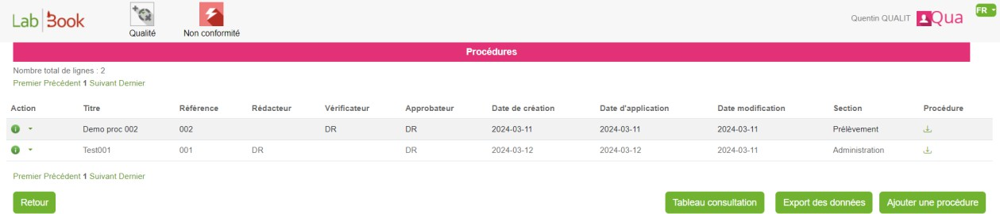 Lab Book
Qualité
Non conformité
Quentin QUALIT
Qua
FR
Procédures
Nombre total de lignes : 2
Premier Précédent 1 Suivant Dernier
Action Titre Référence Rédacteur Vérificateur Approbateur Date de création Date d'application Date modification Section Procédure
Demo proc 002 002 DR DR 2024-03-11 2024-03-11 2024-03-11 Prélèvement
Test001 001 DR DR 2024-03-12 2024-03-12 2024-03-11 Administration
Premier Précédent 1 Suivant Dernier
Retour
Tableau consultation
Export des données
Ajouter une procédure